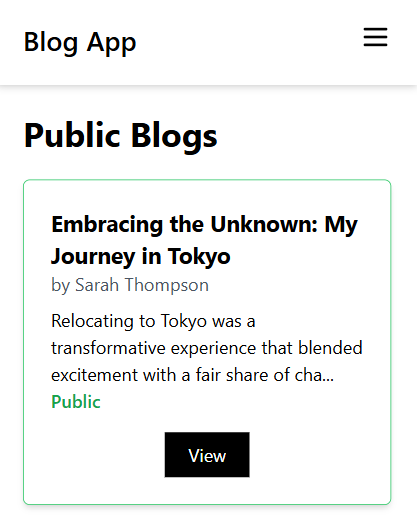 Blog App
Public Blogs
Embracing the Unknown: My
Journey in Tokyo
by Sarah Thompson
Relocating to Tokyo was a
transformative experience that blended
excitement with a fair share of cha...
Public
View